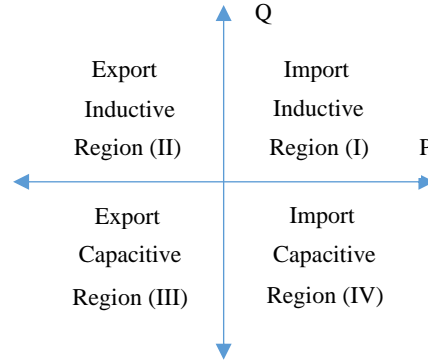 Q
Export
Inductive
Region (II)
Import
Inductive
Region (I)
P
Export
Capacitive
Region (III)
Import
Capacitive
Region (IV)